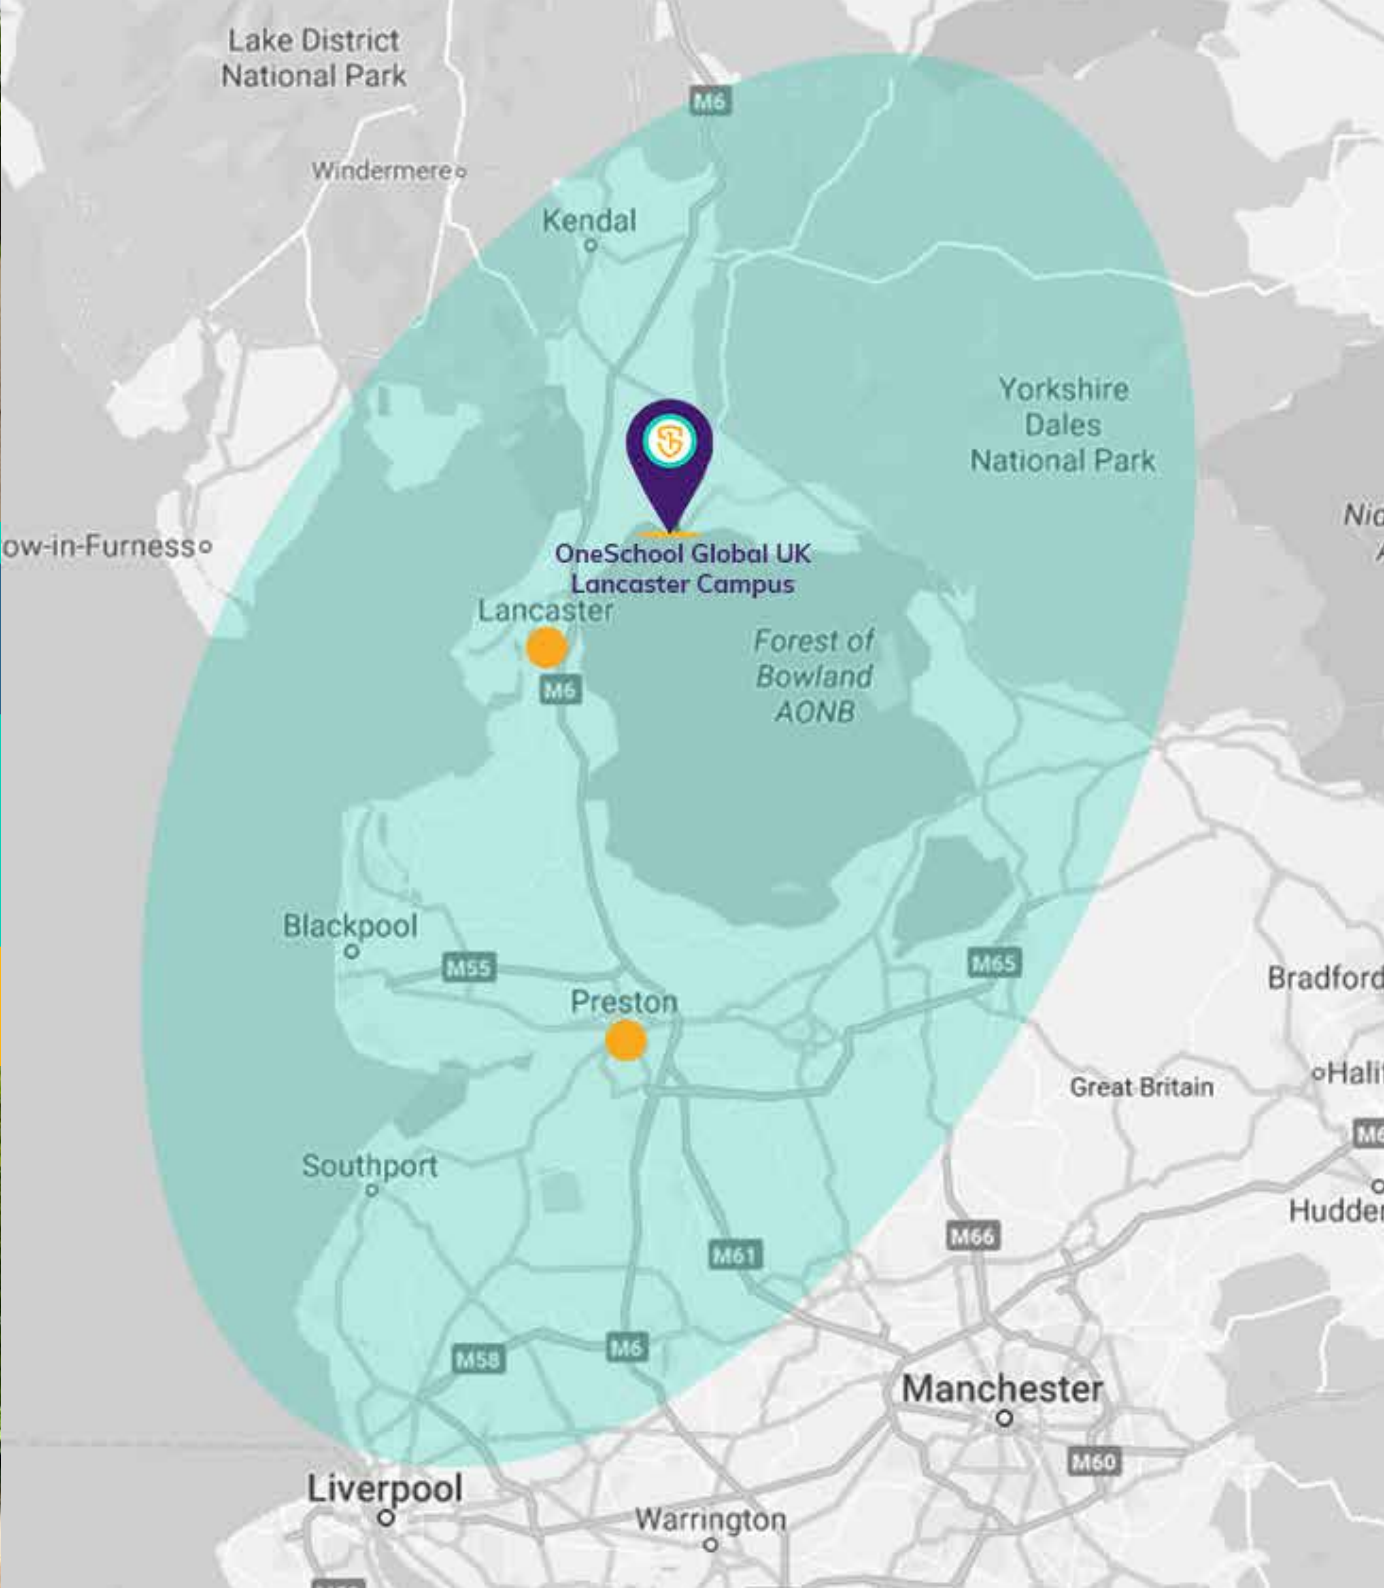 Lake District
National Park
M6
Windermere
Kendal
Yorkshire
Dales
National Park
ow-in-Furness
OneSchool Global UK
Lancaster Campus
Lancaster
Forest of
Bowland
AONB
M6
Blackpool
M55
M65
Bradford
Preston
Great Britain
Southport
M61
M66
M58
M6
Manchester
M60
Liverpool
Warrington